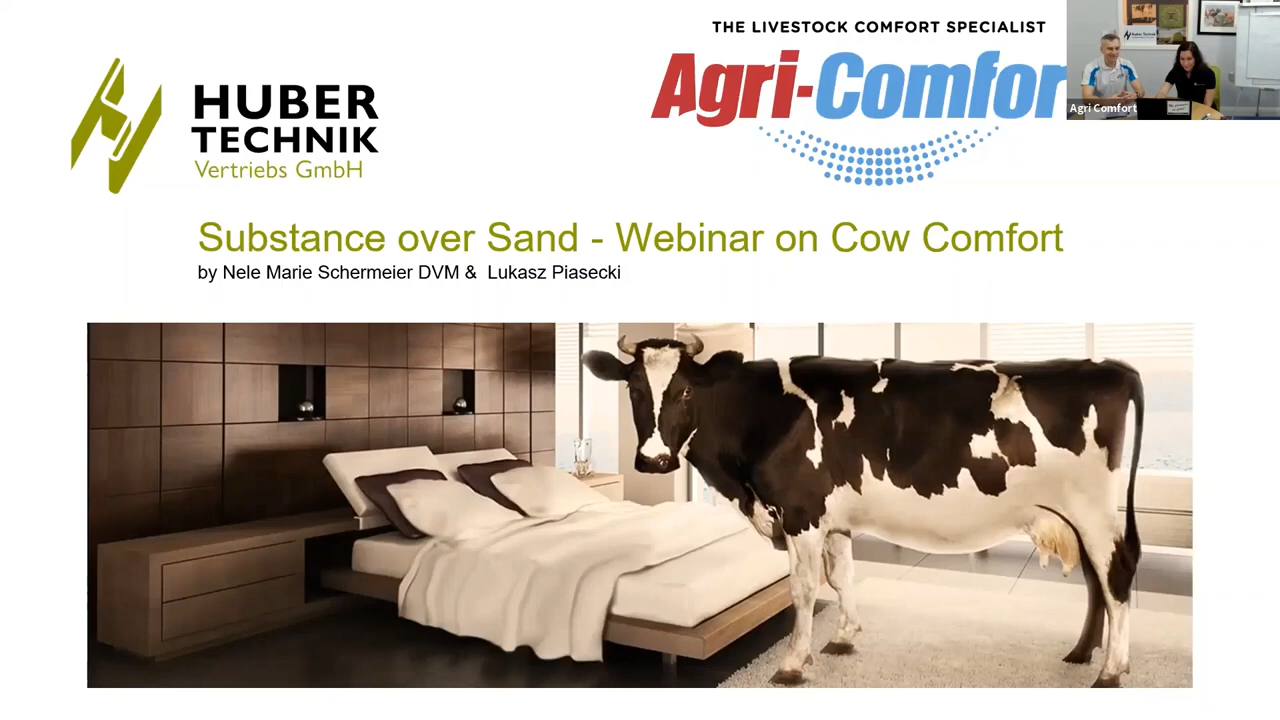 HUBER
TECHNIK
Vertriebs GmbH
THE LIVESTOCK COMFORT SPECIALIST
Agri-Comfor
Agri Comfort
Substance over Sand - Webinar on Cow Comfort
by Nele Marie Schermeier DVM & Lukasz Piasecki